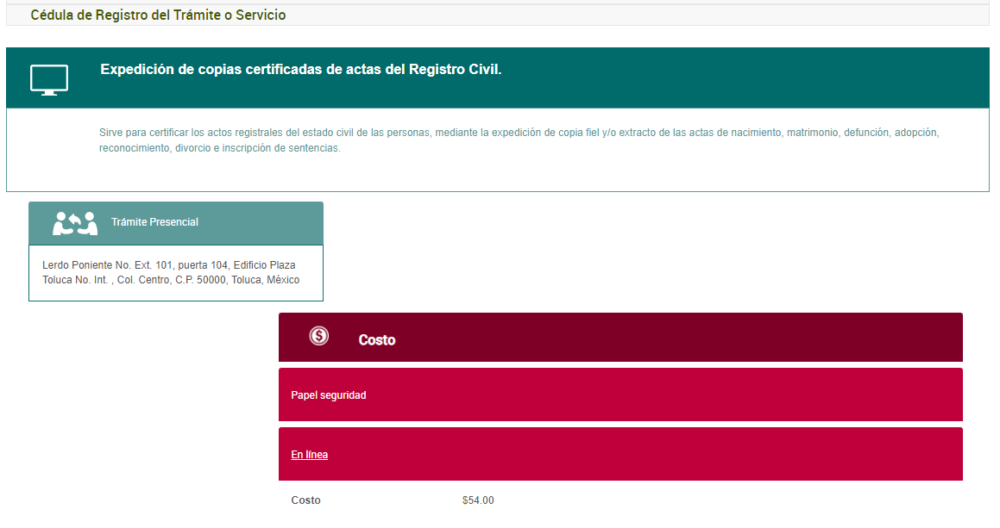 Cédula de Registro del Trámite o Servicio
Expedición de copias certificadas de actas del Registro Civil.
Sirve para certificar los actos registrales del estado civil de las personas, mediante la expedición de copia fiel y/o extracto de las actas de nacimiento, matrimonio, defunción, adopción,
reconocimiento, divorcio e inscripción de sentencias.
Trámite Presencial
Lerdo Poniente No. Ext. 101, puerta 104, Edificio Plaza
Toluca No. Int. , Col. Centro, C.P. 50000, Toluca, México
$ Costo
Papel seguridad
En línea
Costo $54.00